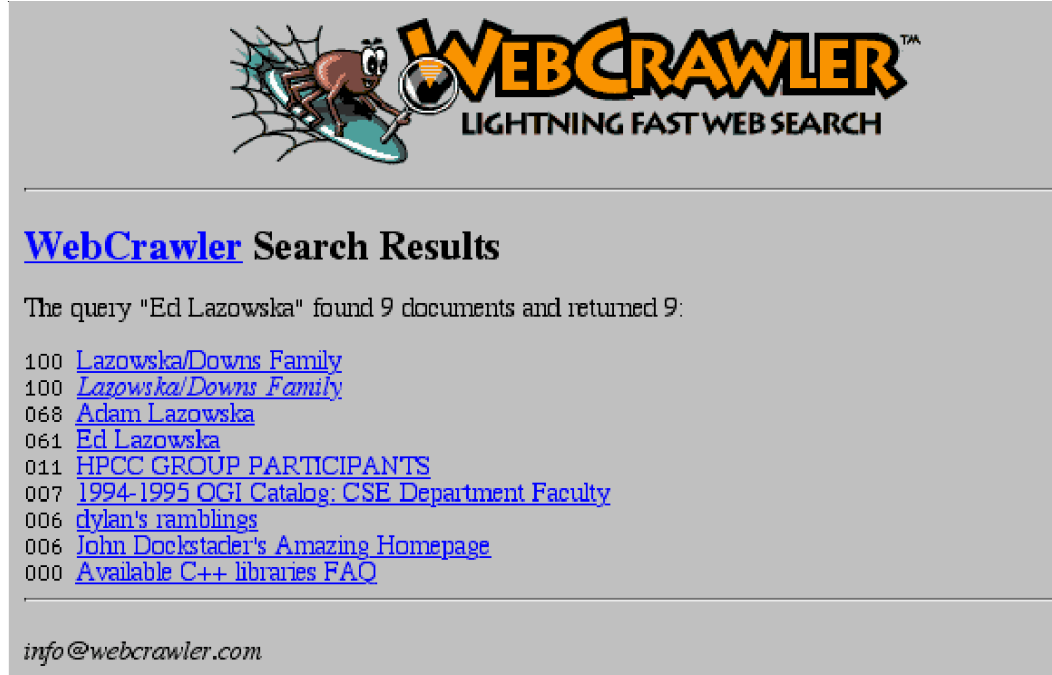 WEBCRAWLER™
LIGHTNING FAST WEB SEARCH
WebCrawler Search Results
The query "Ed Lazowska" found 9 documents and returned 9:
100 Lazowska/Downs Family
100 Lazowska/Downs Family
068 Adam Lazowska
061 Ed Lazowska
011 HPCC GROUP PARTICIPANTS
007 1994-1995 OGI Catalog: CSE Department Faculty
006 dylan's ramblings
006 John Dockstader's Amazing Homepage
000 Available C++ libraries FAQ
info@webcrawler.com